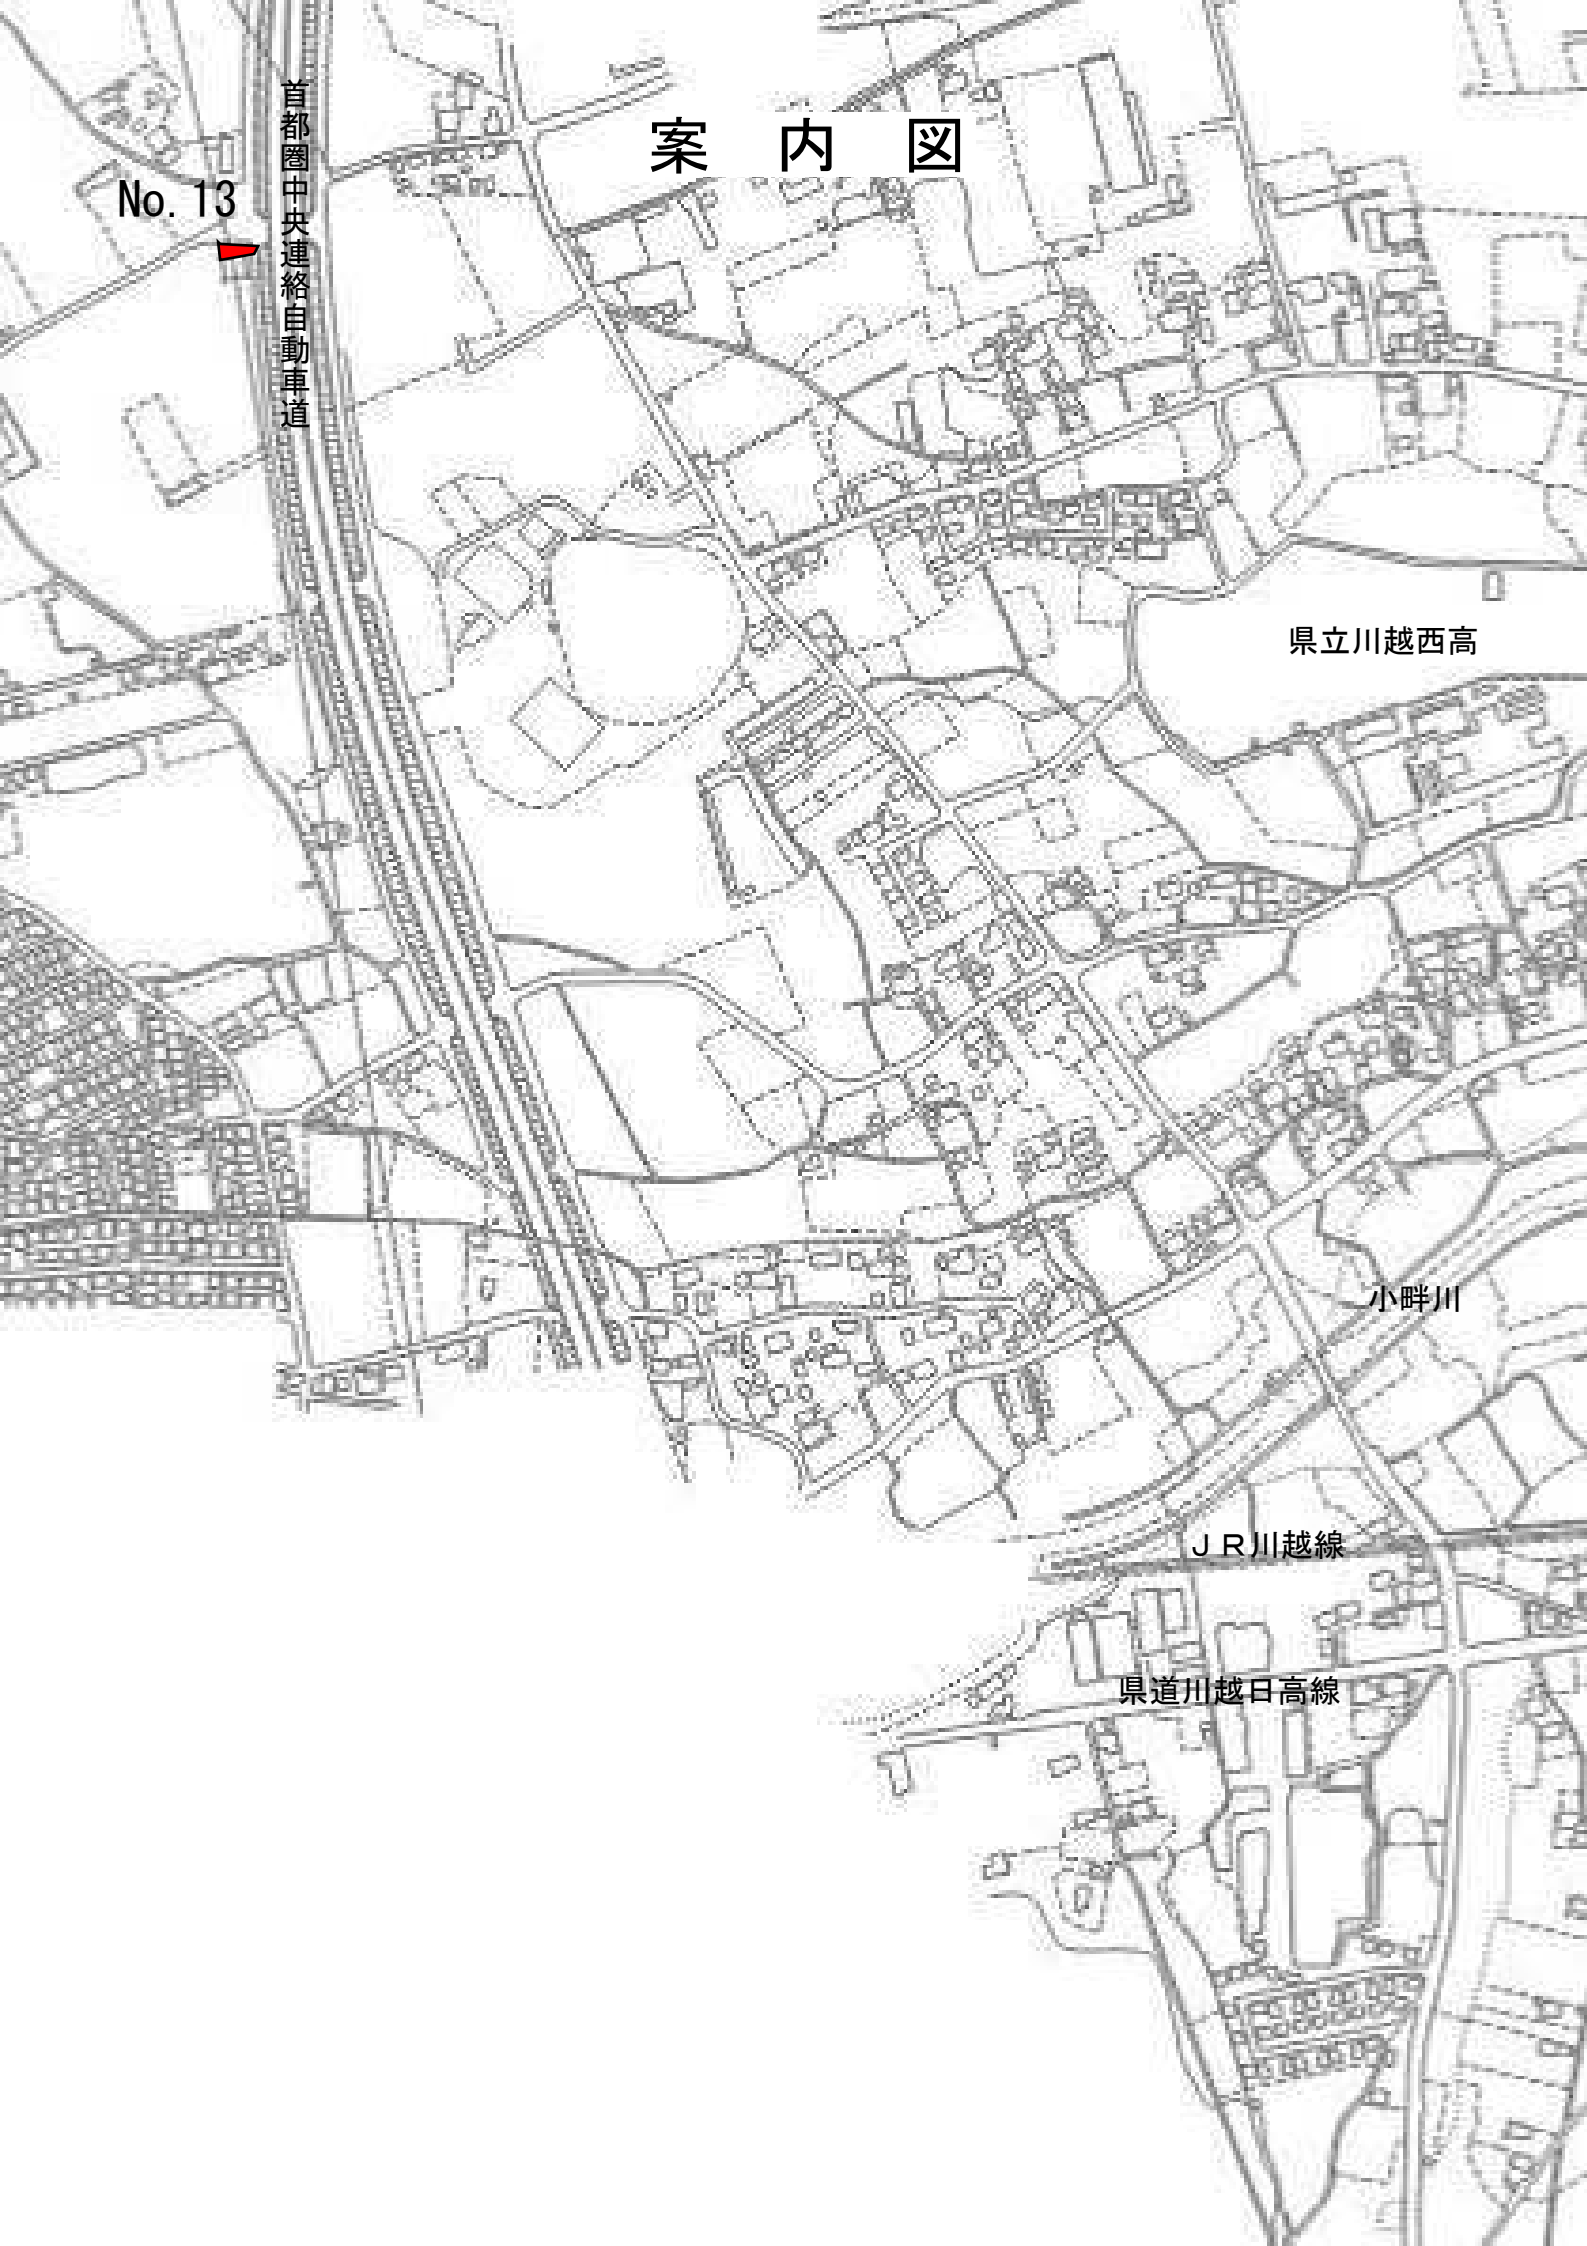 案　内　図
首都圏中央連絡自動車道
No. 13
県立川越西高
小畔川
ＪＲ川越線
県道川越日高線